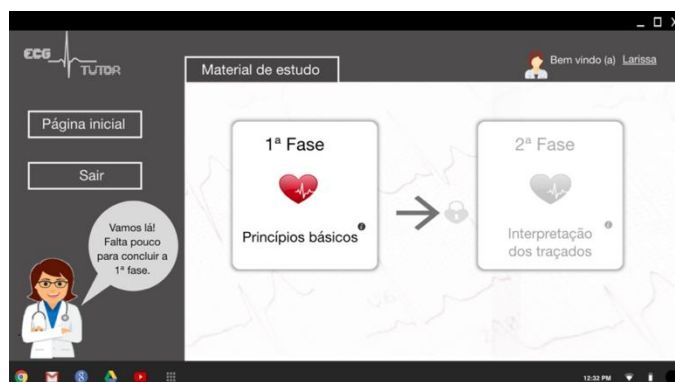 ECG
TUTOR
Material de estudo
Bem vindo (a) Larissa
Página inicial
Sair
Vamos lá!
Falta pouco
para concluir a
1ª fase.
1ª Fase
Princípios básicos
2ª Fase
Interpretação
dos traçados
12:32 PM